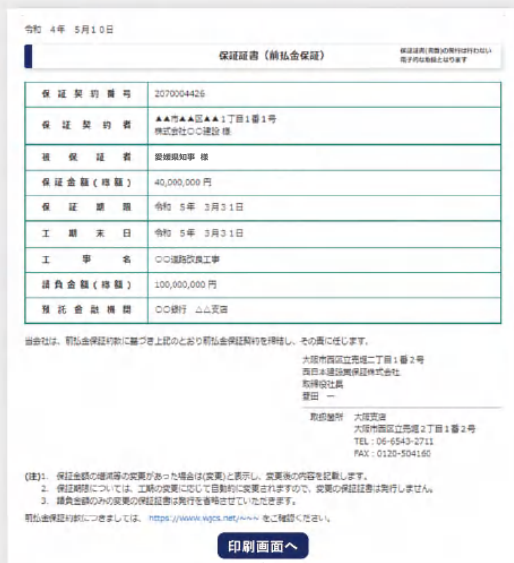 令和 4年 5月10日
保証証書（前払金保証）
保証証書(書面)の発行は行わない
電子的な取扱となります
保証契約番号 2070004426
保証契約者 ▲▲市▲▲区▲▲1丁目1番1号
株式会社〇〇建設 様
被保証者 愛媛県知事 様
保証金額(総額) 40,000,000 円
保証期限 令和 5年 3月31日
工期末日 令和 5年 3月31日
工事名 〇〇道路改良工事
請負金額(総額) 100,000,000 円
預託金融機関 〇〇銀行 △△支店
当会社は、前払金保証約款に基づき上記のとおり前払金保証契約を締結し、その責に任じます。
大阪市西区立売堀二丁目1番2号
西日本建設業保証株式会社
取締役社長
一
取扱箇所 大阪支店
大阪市西区立売堀2丁目1番2号
TEL : 06-6543-2711
FAX : 0120-504160
(注)1. 保証金額の増減等の変更があった場合は(変更)と表示し、変更後の内容を記載します。
2. 保証期限については、工期の変更に応じて自動的に変更されますので、変更の保証証書は発行しません。
3. 請負金額のみの変更の保証証書は発行を省略させていただきます。
前払金保証約款につきましては、 https://www.wjcs.net/~~~ をご確認ください。
印刷画面へ